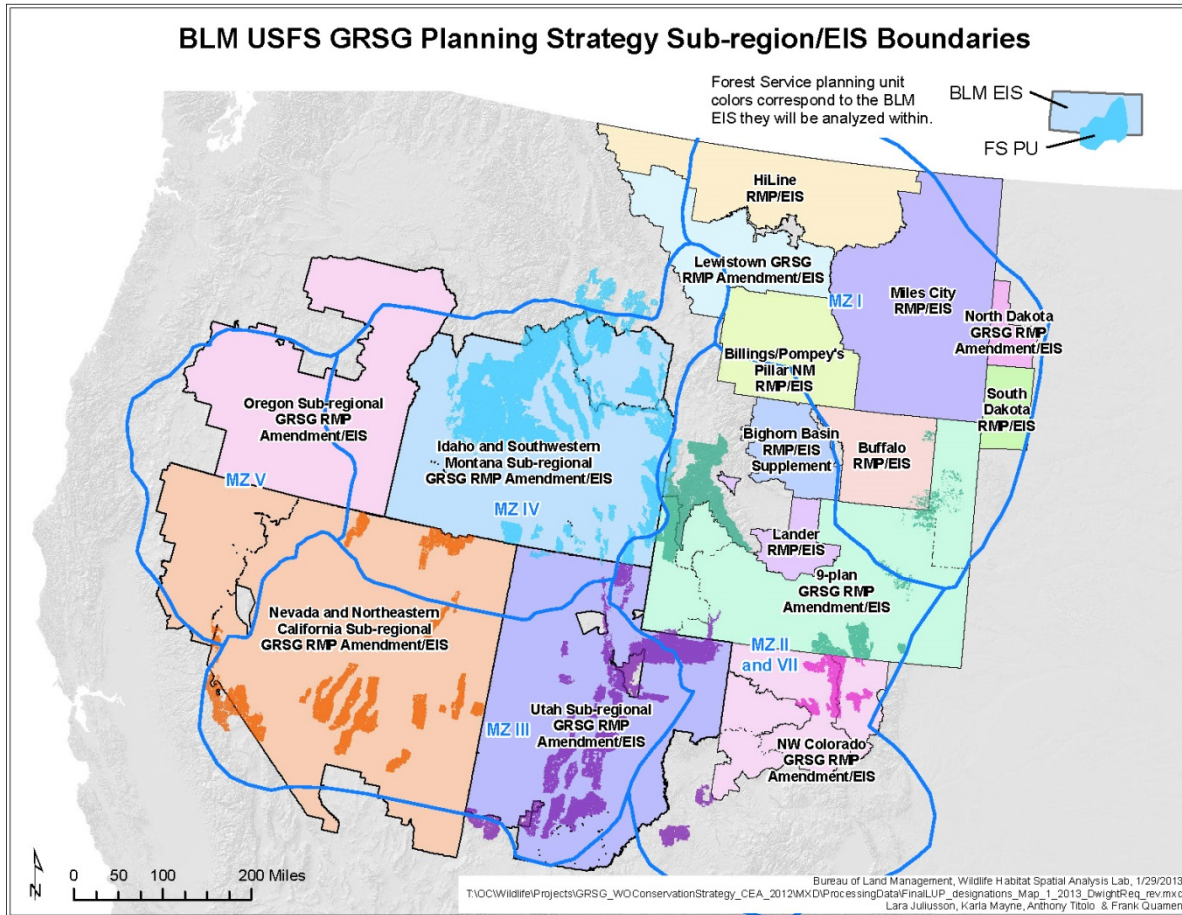 BLM USFS GRSG Planning Strategy Sub-region/EIS Boundaries
Forest Service planning unit
colors correspond to the BLM
EIS they will be analyzed within.
BLM EIS
FS PU
HiLine
RMP/EIS
Lewistown GRSG
RMP Amendment/EIS
MZ I
Miles City
RMP/EIS
North Dakota
GRSG RMP
Amendment/EIS
Billings/Pompey's
Pillar NM
RMP/EIS
South
Dakota
RMP/EIS
Oregon Sub-regional
GRSG RMP
Amendment/EIS
Idaho and Southwestern
Montana Sub-regional
GRSG RMP Amendment/EIS
Bighorn Basin
RMP/EIS
Supplement
Buffalo
RMP/EIS
MZ V
MZ IV
Lander
RMP/EIS
9-plan
GRSG RMP
Amendment/EIS
Nevada and Northeastern
California Sub-regional
GRSG RMP Amendment/EIS
MZ II
and VII
MZ III
Utah Sub-regional
GRSG RMP
Amendment/EIS
NW Colorado
GRSG RMP
Amendment/EIS
N
0 50 100 200 Miles
Bureau of Land Management, Wildlife Habitat Spatial Analysis Lab, 1/29/2013
T:\OC\Wildlife\Projects\GRSG_WOConservationStrategy_CEA_2012\MXD\ProcessingData\FinalLUP_designations_Map_1_2013_DwightReq_rev.mxd
Lara Juliusson, Karla Mayne, Anthony Titolo & Frank Quamen